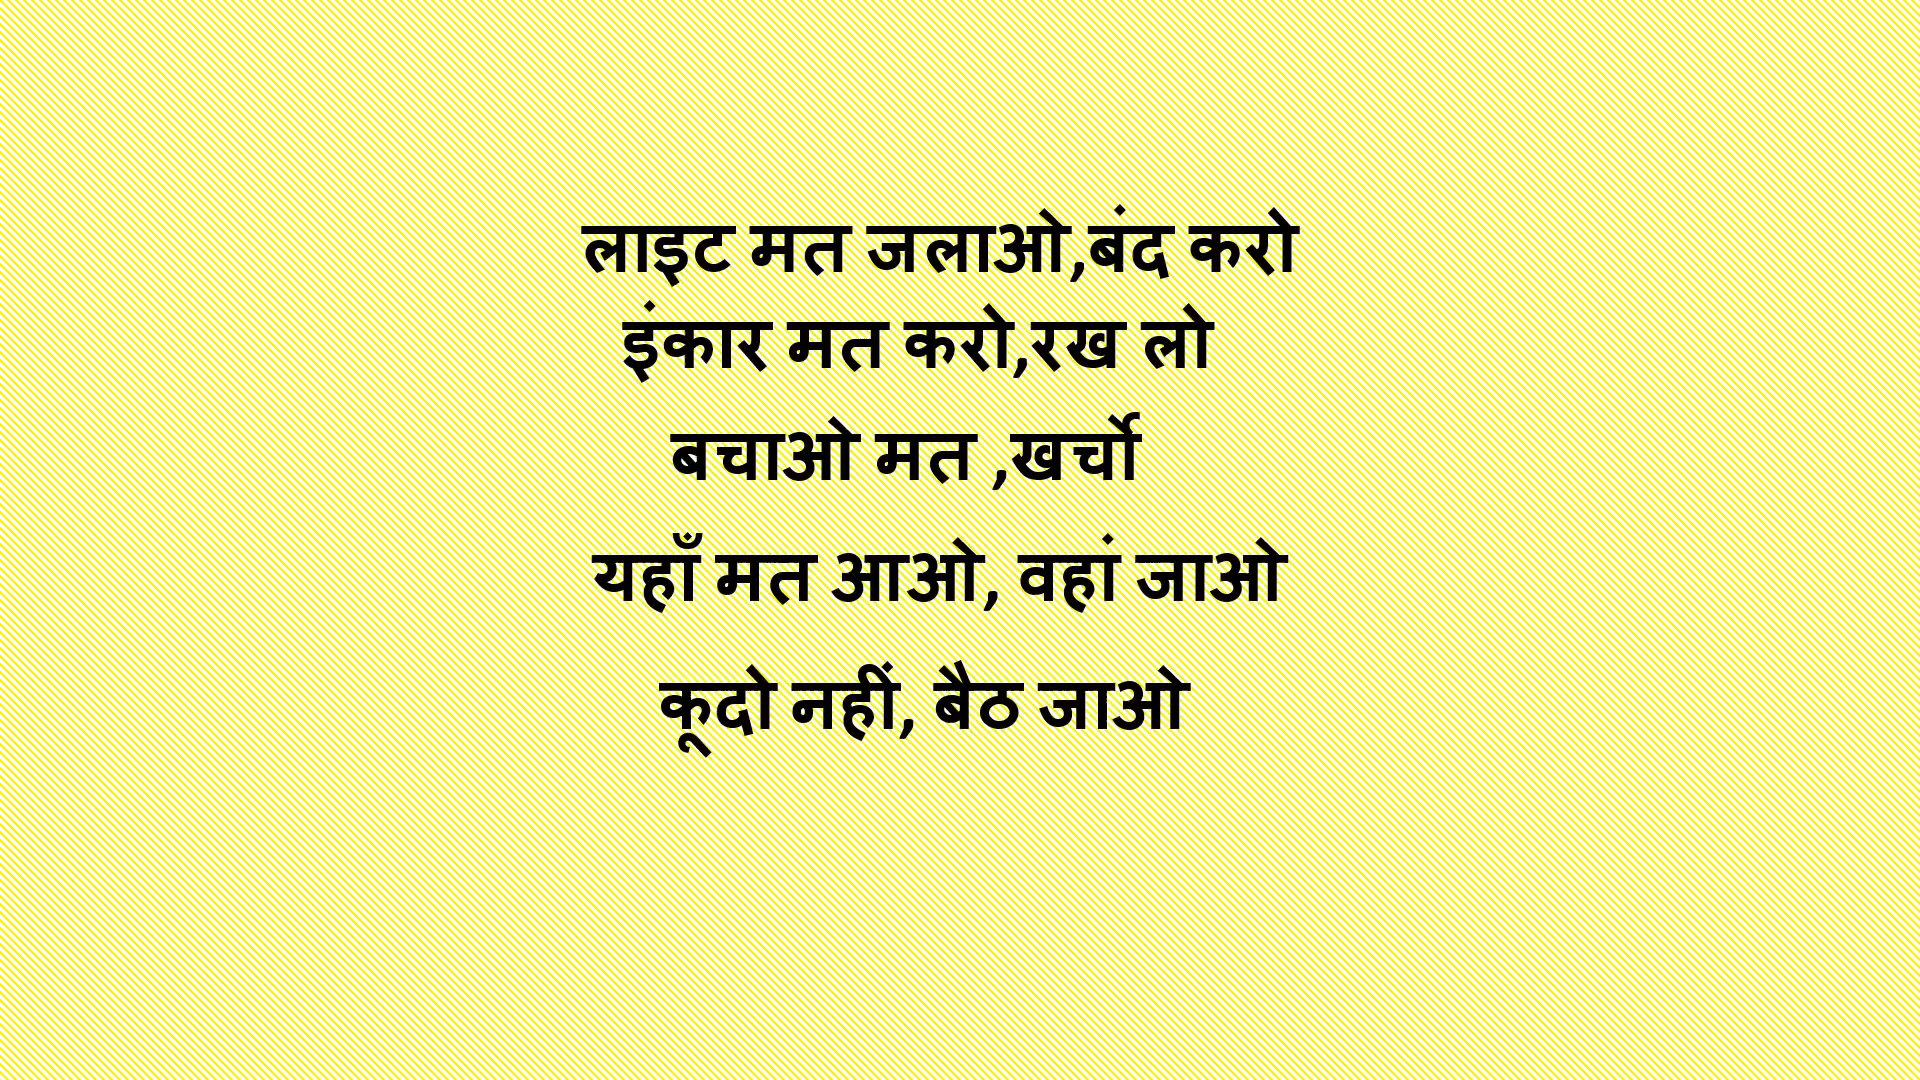 लाइट मत जलाओ,बंद करो
इंकार मत करो,रख लो
बचाओ मत ,खर्चो
यहाँ मत आओ, वहां जाओ
कूदो नहीं, बैठ जाओ